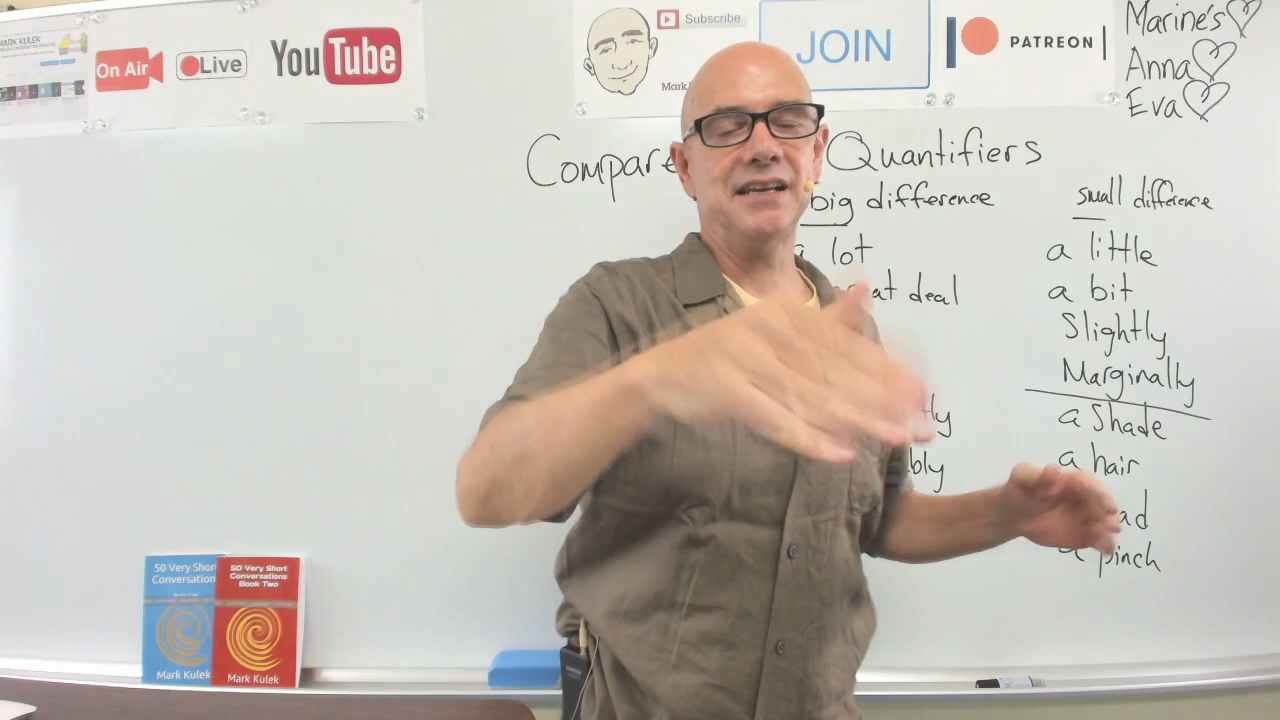 MARK KULEK
On Air
Live
YouTube
Subscribe
Mark
JOIN
PATREON
Marine's
Anna
Eva
Compare Quantifiers
big difference
a lot
at deal
tly
bly
small difference
a little
a bit
Slightly
Marginally
a Shade
a hair
ad
a pinch
50 Very Short
Conversation
Mark Kulek
50 Very Short
Conversations
Book Two
Mark Kulek